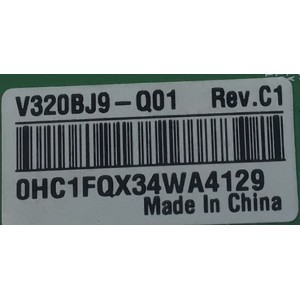 V320BJ9-Q01 Rev.C1
0HC1FQX34WA4129
Made In China